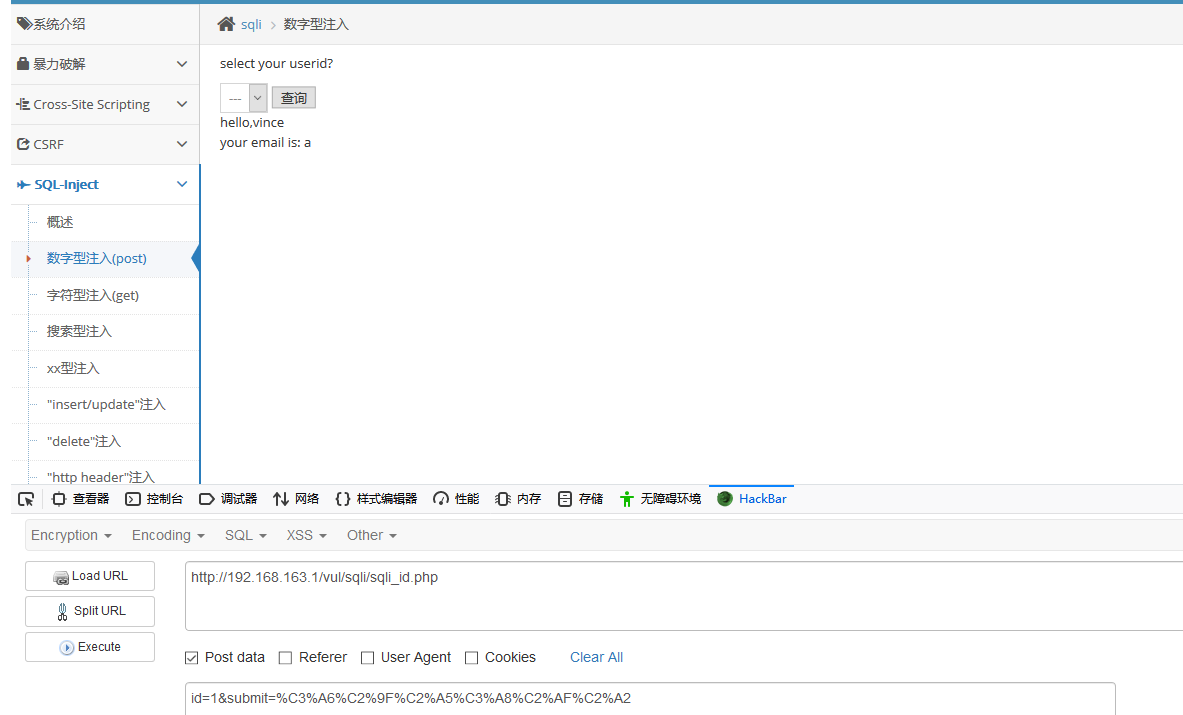 系统介绍
sqli > 数字型注入
暴力破解
select your userid?
Cross-Site Scripting
--- 查询
hello,vince
your email is: a
CSRF
SQL-Inject
概述
数字型注入(post)
字符型注入(get)
搜索型注入
xx型注入
"insert/update"注入
"delete"注入
"http header"注入
查看器 控制台 调试器 网络 样式编辑器 性能 内存 存储 无障碍环境 HackBar
Encryption Encoding SQL XSS Other
Load URL
http://192.168.163.1/vul/sqli/sqli_id.php
Split URL
Execute
Post data Referer User Agent Cookies Clear All
id=1&submit=%C3%A6%C2%9F%C2%A5%C3%A8%C2%AF%C2%A2